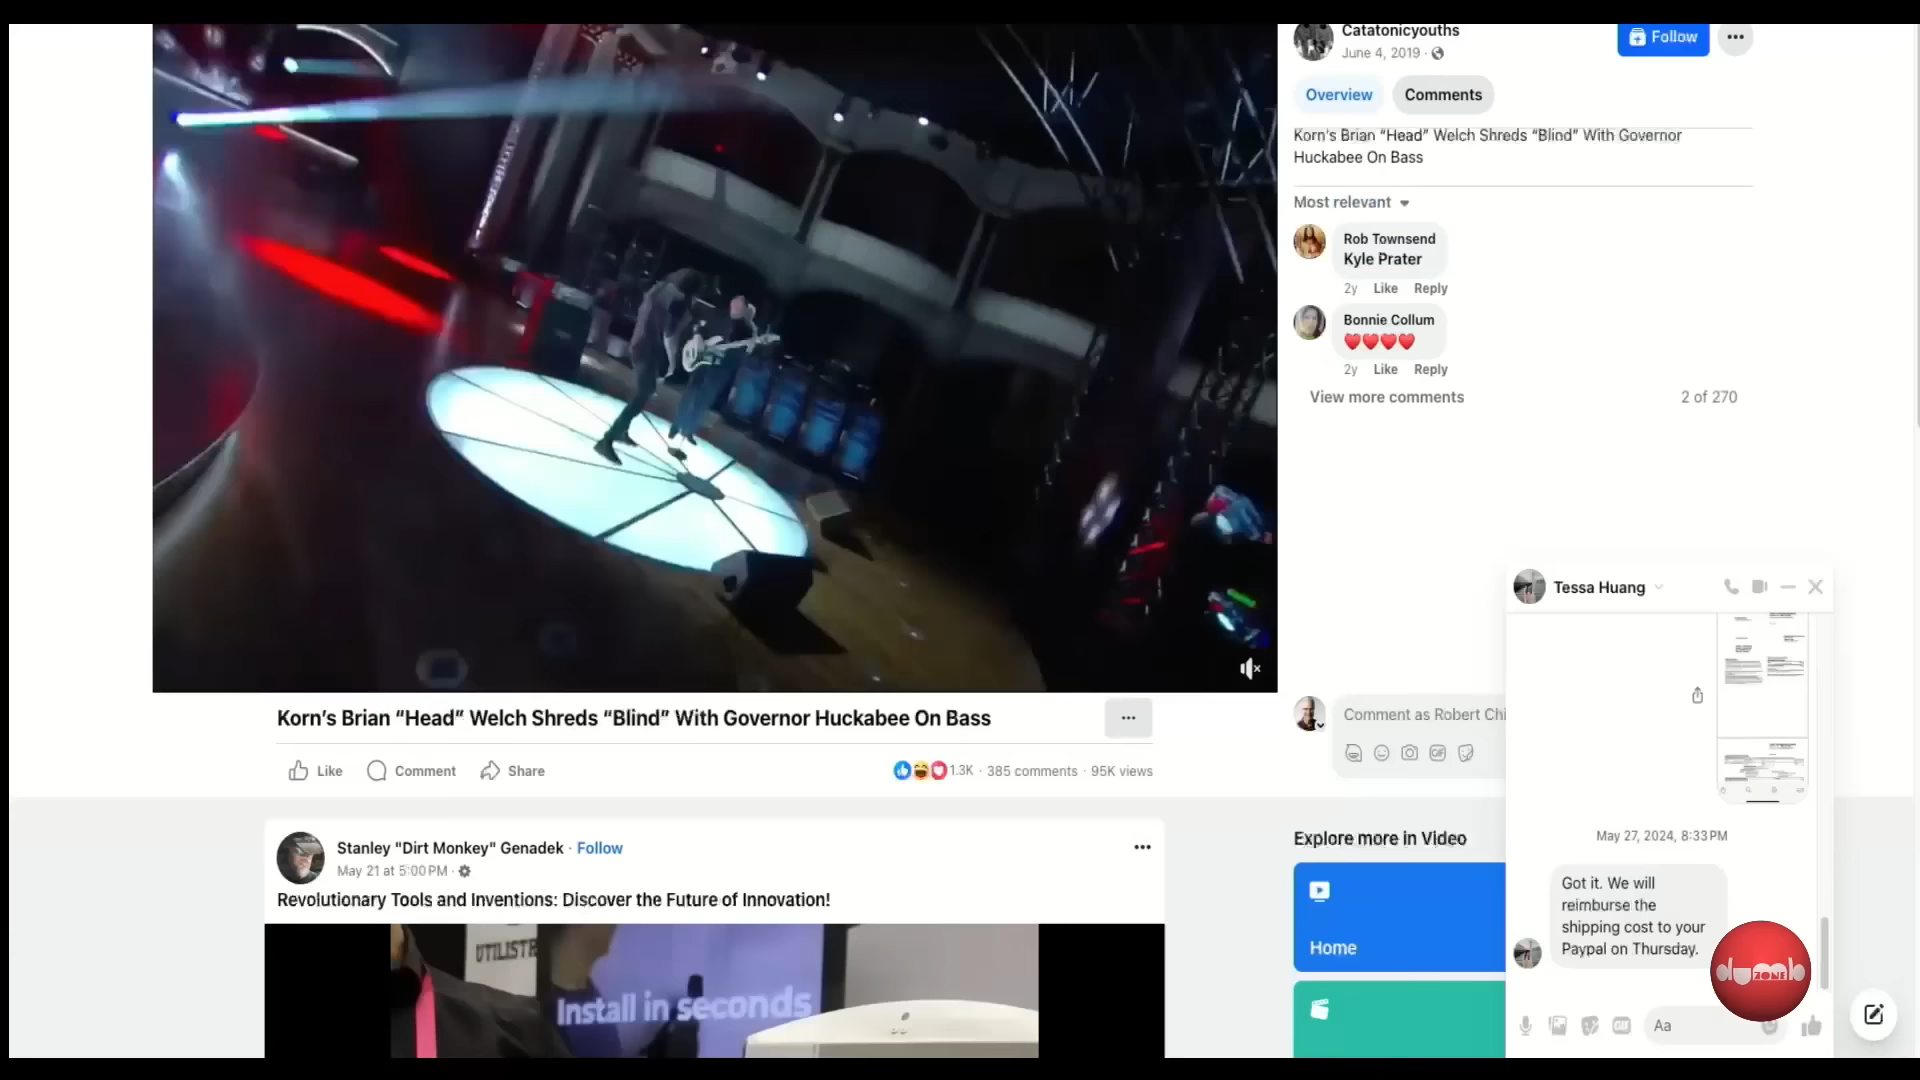 Catatonicyouths
June 4, 2019 ·
Follow
Overview
Comments
Korn's Brian “Head” Welch Shreds “Blind” With Governor
Huckabee On Bass
Most relevant
Rob Townsend
Kyle Prater
2y Like Reply
Bonnie Collum
2y Like Reply
View more comments
2 of 270
Comment as Robert Chi
Korn's Brian “Head” Welch Shreds “Blind” With Governor Huckabee On Bass
Like
Comment
Share
1.3K · 385 comments · 95K views
Stanley "Dirt Monkey" Genadek · Follow
May 21 at 5:00 PM ·
Revolutionary Tools and Inventions: Discover the Future of Innovation!
Install in seconds
Explore more in Video
Home
Tessa Huang
May 27, 2024, 8:33 PM
Got it. We will
reimburse the
shipping cost to your
Paypal on Thursday.
GIF
Aa
dumb
ZONE